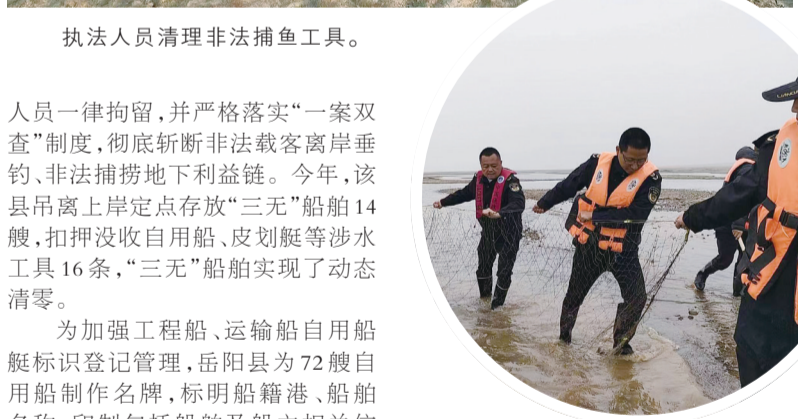 执法人员清理非法捕鱼工具。
人员一律拘留,并严格落实“一案双
查”制度,彻底斩断非法载客离岸垂
钓、非法捕捞地下利益链。今年,该
县吊离上岸定点存放“三无”船舶14
艘,扣押没收自用船、皮划艇等涉水
工具16条,“三无”船舶实现了动态
清零。
为加强工程船、运输船自用船
艇标识登记管理,岳阳县为72艘自
用船制作名牌,标明船籍港、船舶